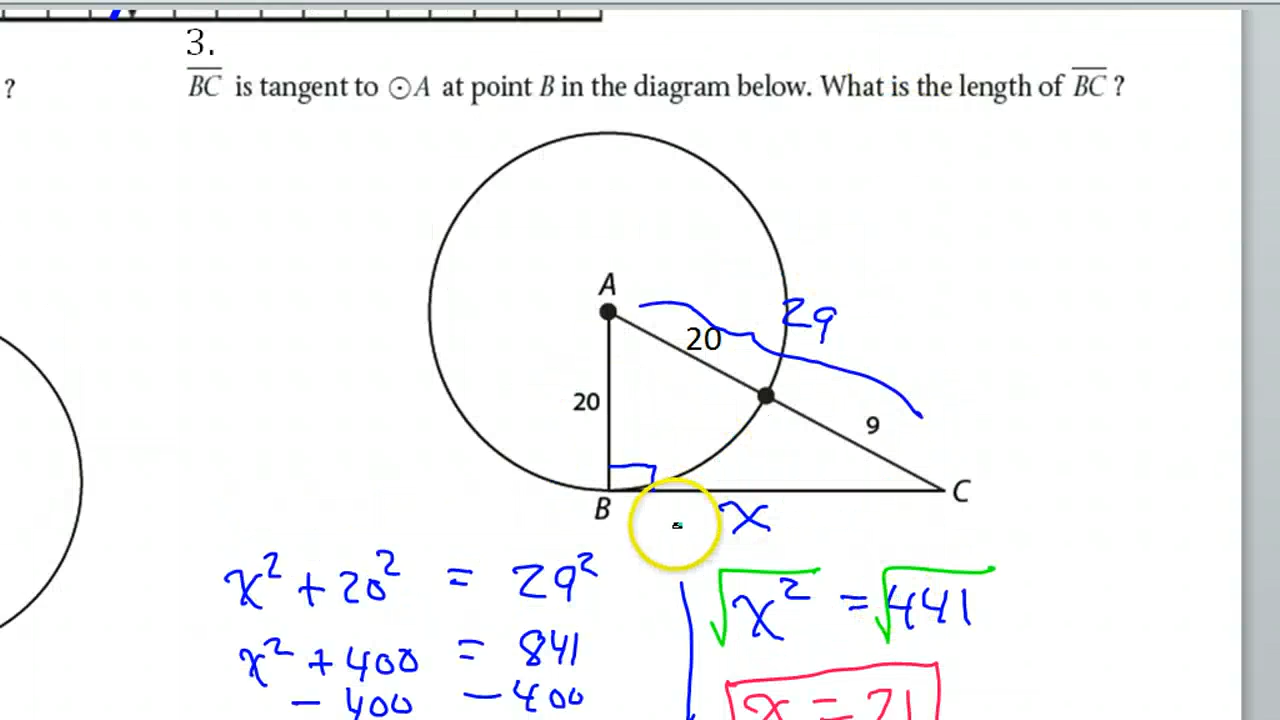 3.
?
BC is tangent to ⊙A at point B in the diagram below. What is the length of BC ?
A
29
20
20
9
B
C
x
x² + 20² = 29²
√x² = √441
x² + 400 = 841
- 400 - 400
x = 21